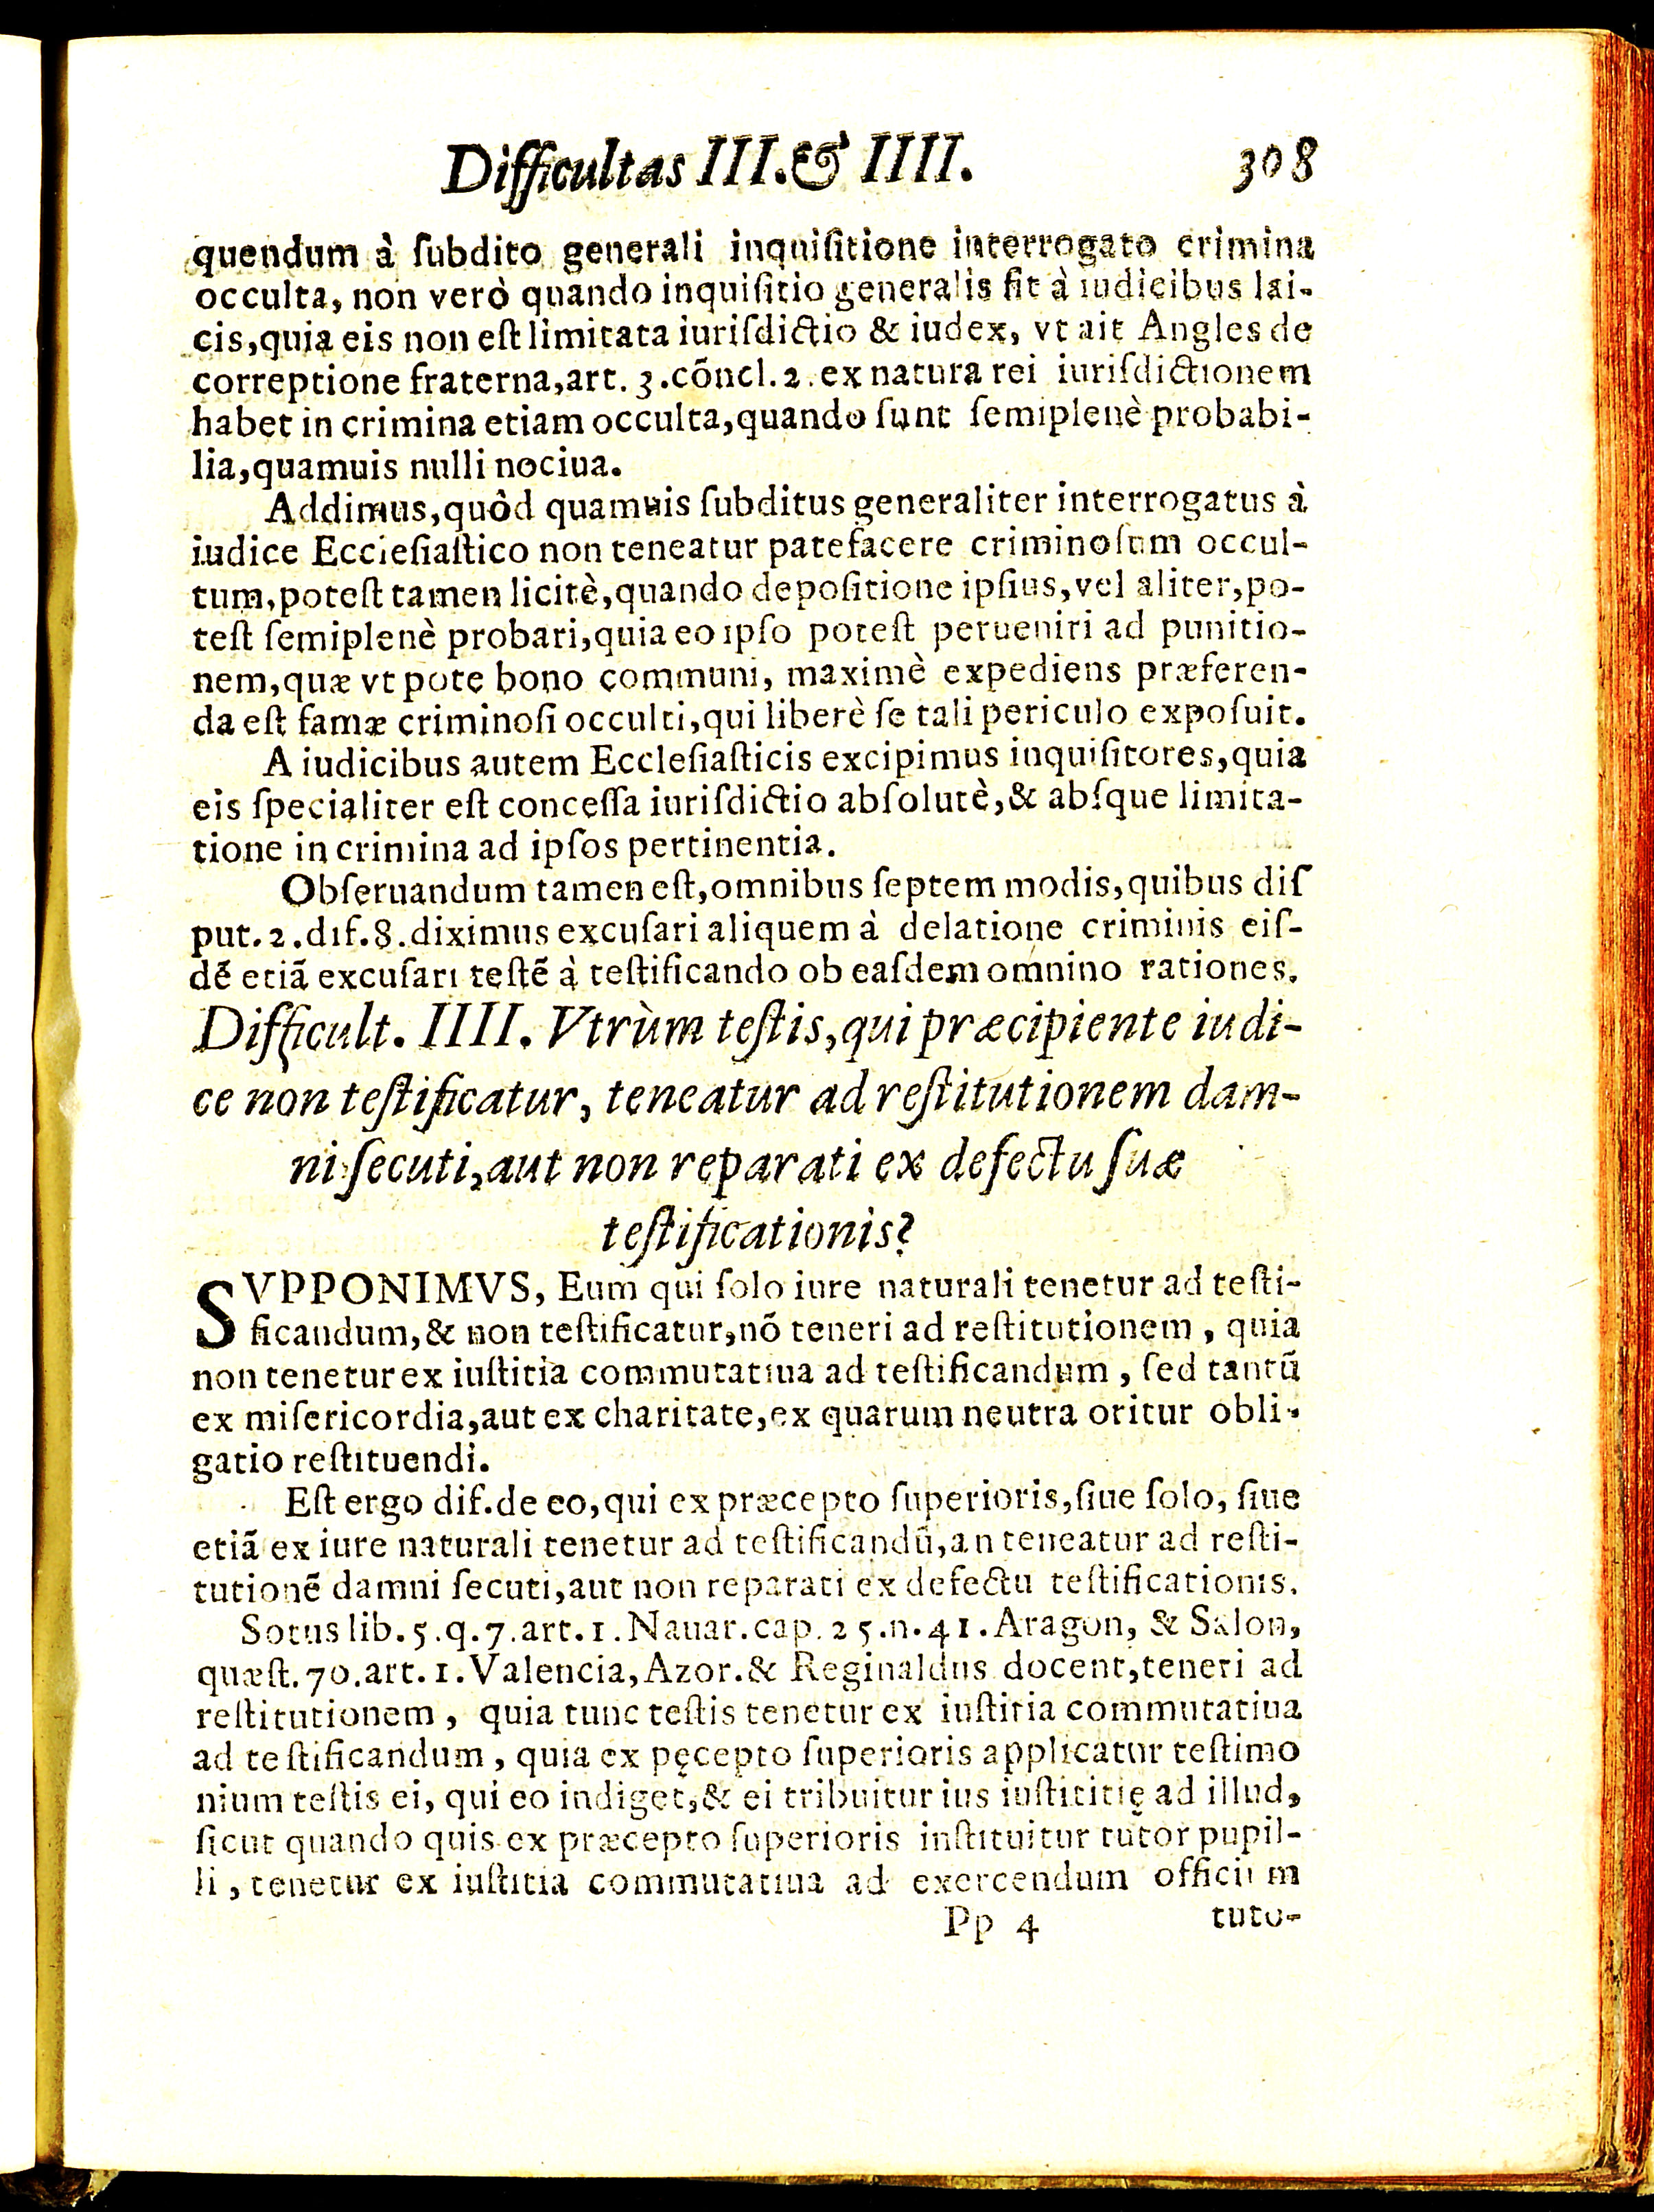 Difficultas III. & IIII. 308
quendum à ſubdito generali inquiſitione interrogato crimina
occulta, non verò quando inquiſitio generalis fit à iudicibus lai-
cis,quia eis non eſt limitata iuriſdictio & iudex, vt ait Angles de
correptione fraterna,art. 3.cõncl. 2. ex natura rei iuriſdictionem
habet in crimina etiam occulta,quando ſunt ſemiplenè probabi-
lia,quamuis nulli nociua.
Addimus,quòd quamuis ſubditus generaliter interrogatus à
iudice Eccieſiaſtico non teneatur patefacere criminoſum occul-
tum,poteſt tamen licitè,quando depoſitione ipſius,vel aliter,po-
teſt ſemiplenè probari,quia eo ipſo poteſt perueniri ad punitio-
nem,quæ vt pote bono communi, maximè expediens præferen-
da eſt famæ criminoſi occulti,qui liberè ſe tali periculo expoſuit.
A iudicibus autem Eccleſiaſticis excipimus inquiſitores,quia
eis ſpecialiter eſt conceſſa iuriſdictio abſolutè,& abſque limita-
tione in crimina ad ipſos pertinentia.
Obſeruandum tamen eſt,omnibus ſeptem modis,quibus diſ
put. 2. dif. 8. diximus excuſari aliquem à delatione criminis eiſ-
dẽ etiã excuſari teſtẽ à teſtificando ob eaſdem omnino rationes.
Difficult. IIII. Vtrùm teſtis,qui præcipiente iudi-
ce non teſtificatur, teneatur ad reſtitutionem dam-
ni ſecuti,aut non reparati ex defectu ſuæ
teſtificationis?
SVPPONIMVS, Eum qui ſolo iure naturali tenetur ad teſti-
ficandum,& non teſtificatur,nõ teneri ad reſtitutionem , quia
non tenetur ex iuſtitia commutatiua ad teſtificandum , ſed tantũ
ex miſericordia,aut ex charitate,ex quarum neutra oritur obli-
gatio reſtituendi.
Eſt ergo dif.de eo,qui ex præcepto ſuperioris,ſiue ſolo, ſiue
etiã ex iure naturali tenetur ad teſtificandũ,an teneatur ad reſti-
tutionẽ damni ſecuti,aut non reparati ex defectu teſtificationis.
Sotus lib. 5. q. 7. art. 1. Nauar. cap. 25. n. 41. Aragon, & Salon,
quæſt. 70. art. 1. Valencia, Azor. & Reginaldus docent,teneri ad
reſtitutionem , quia tunc teſtis tenetur ex iuſtitia commutatiua
ad teſtificandum , quia ex pęcepto ſuperioris applicatur teſtimo
nium teſtis ei, qui eo indiget,& ei tribuitur ius iuſtititię ad illud,
ſicut quando quis ex præcepto ſuperioris inſtituitur tutor pupil-
li , tenetur ex iuſtitia commutatiua ad exercendum officium
Pp 4 tuto-